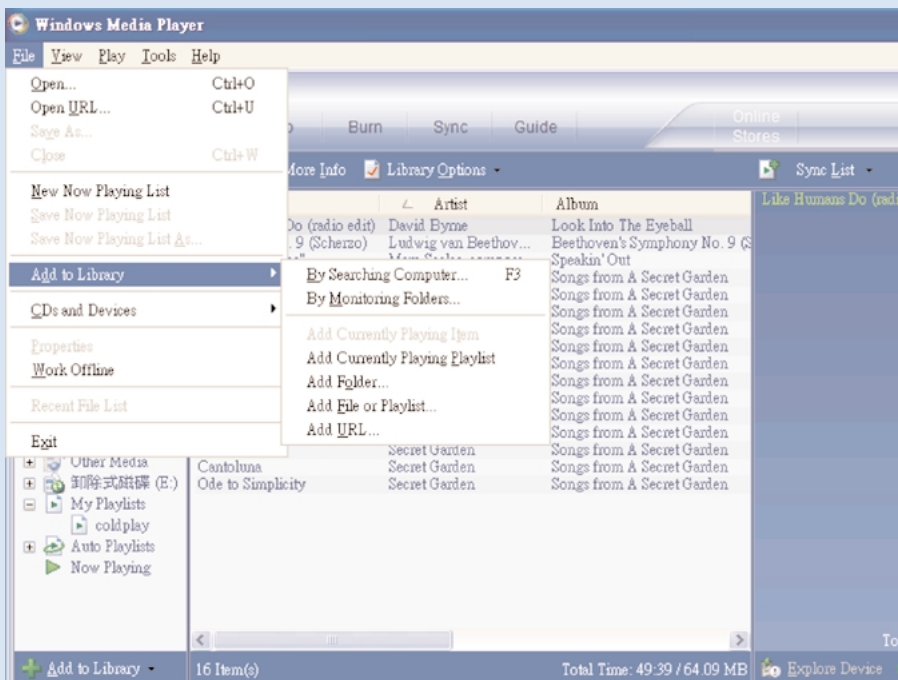 Windows Media Player
File View Play Tools Help
Open... Ctrl+O
Open URL... Ctrl+U
Save As...
Close Ctrl+W
New Now Playing List
Save Now Playing List
Save Now Playing List As...
Add to Library
CDs and Devices
Properties
Work Offline
Recent File List
Exit
By Searching Computer... F3
By Monitoring Folders...
Add Currently Playing Item
Add Currently Playing Playlist
Add Folder...
Add File or Playlist...
Add URL...
Burn Sync Guide
Online
Stores
More Info Library Options Sync List
Artist Album
Like Humans Do (radi
Do (radio edit) David Byrne Look Into The Eyeball
. 9 (Scherzo) Ludwig van Beethov... Beethoven's Symphony No. 9 (S
Speakin' Out
Songs from A Secret Garden
Songs from A Secret Garden
Songs from A Secret Garden
Songs from A Secret Garden
Songs from A Secret Garden
Songs from A Secret Garden
Songs from A Secret Garden
Songs from A Secret Garden
Songs from A Secret Garden
Songs from A Secret Garden
Secret Garden Songs from A Secret Garden
Cantoluna Secret Garden Songs from A Secret Garden
Ode to Simplicity Secret Garden Songs from A Secret Garden
Other Media
卸除式磁碟 (E:)
My Playlists
coldplay
Auto Playlists
Now Playing
To
Add to Library 16 Item(s) Total Time: 49:39 / 64.09 MB Explore Device